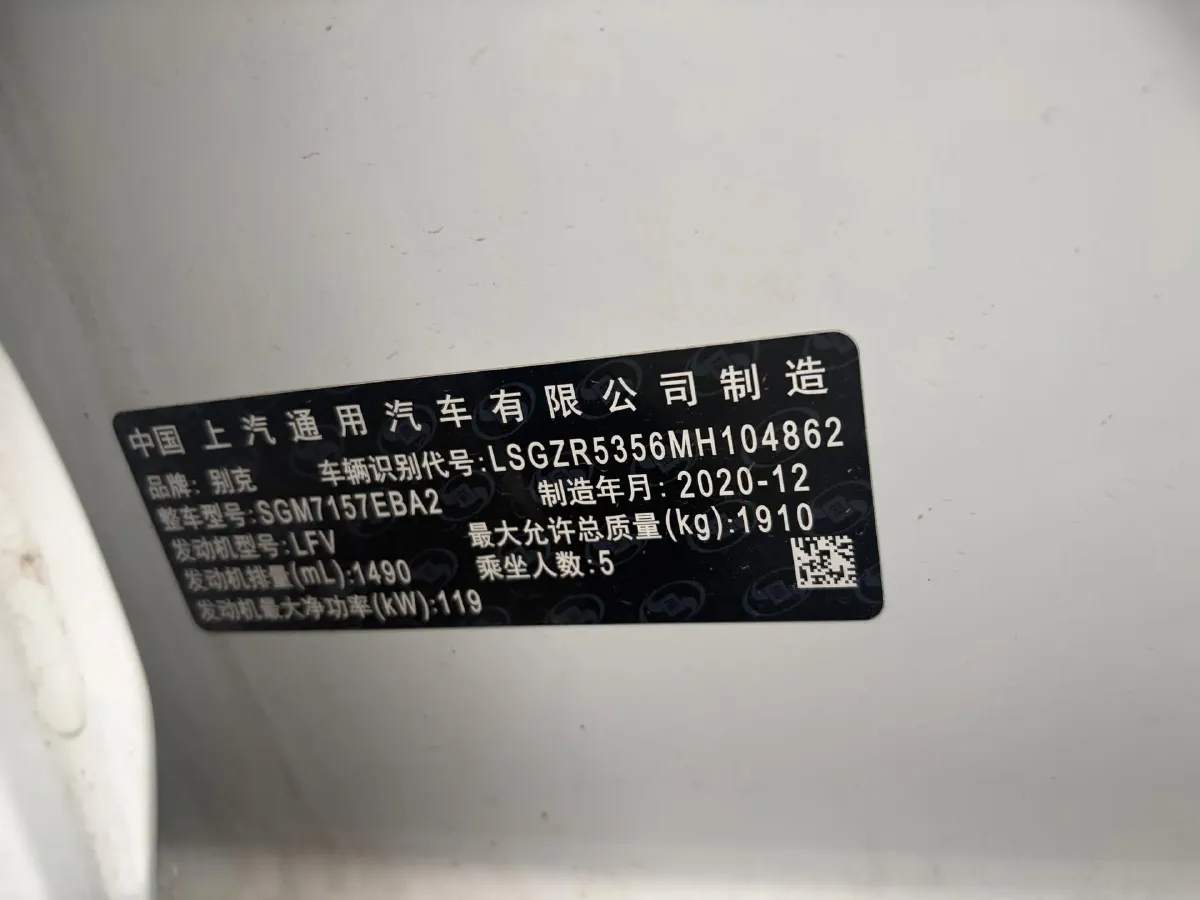 中国 上汽通用汽车有限公司制造
品牌: 别克 车辆识别代号:LSGZR5356MH104862
整车型号:SGM7157EBA2 制造年月: 2020-12
发动机型号:LFV 最大允许总质量(kg):1910
发动机排量(mL):1490 乘坐人数:5
发动机最大净功率(kW):119